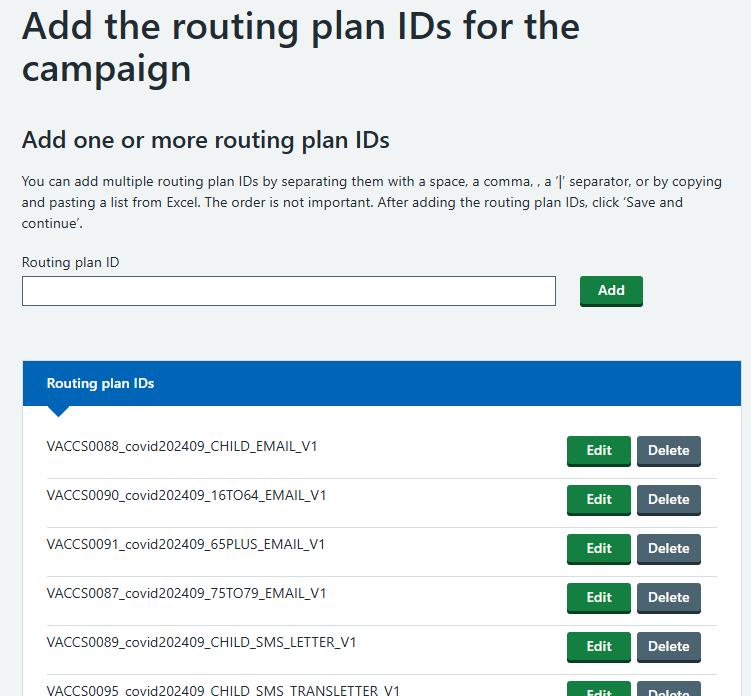 Add the routing plan IDs for the
campaign
Add one or more routing plan IDs
You can add multiple routing plan IDs by separating them with a space, a comma, , a ‘|’ separator, or by copying
and pasting a list from Excel. The order is not important. After adding the routing plan IDs, click ‘Save and
continue’.
Routing plan ID
Add
Routing plan IDs
VACCS0088_covid202409_CHILD_EMAIL_V1 Edit Delete
VACCS0090_covid202409_16TO64_EMAIL_V1 Edit Delete
VACCS0091_covid202409_65PLUS_EMAIL_V1 Edit Delete
VACCS0087_covid202409_75TO79_EMAIL_V1 Edit Delete
VACCS0089_covid202409_CHILD_SMS_LETTER_V1 Edit Delete
VACCS0095_covid202409_CHILD_SMS_TRANSLETTER_V1 Edit Delete